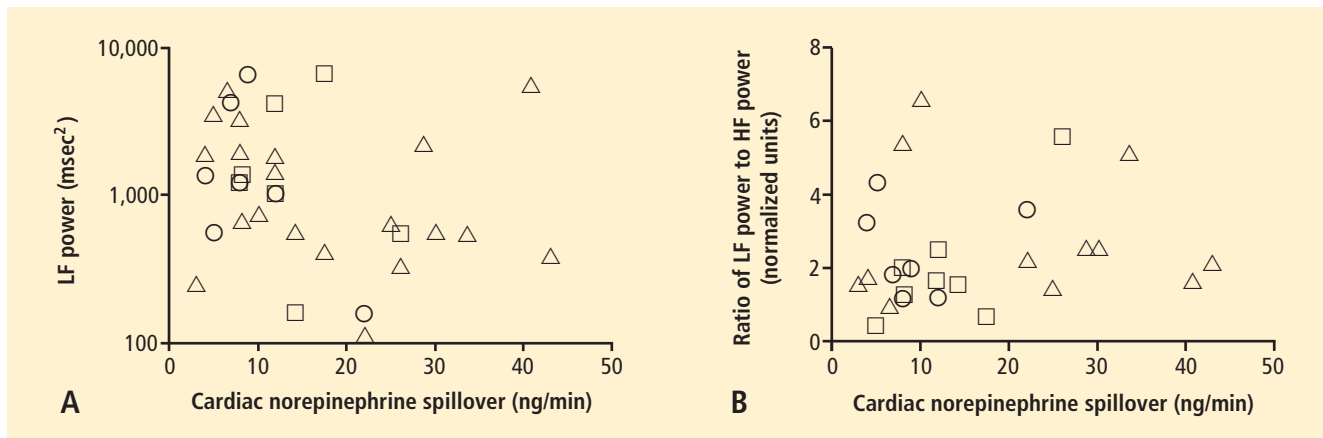 10,000
1,000
100
LF power (msec²)
0 10 20 30 40 50
Cardiac norepinephrine spillover (ng/min)
A
8
6
4
2
0
Ratio of LF power to HF power
(normalized units)
0 10 20 30 40 50
Cardiac norepinephrine spillover (ng/min)
B